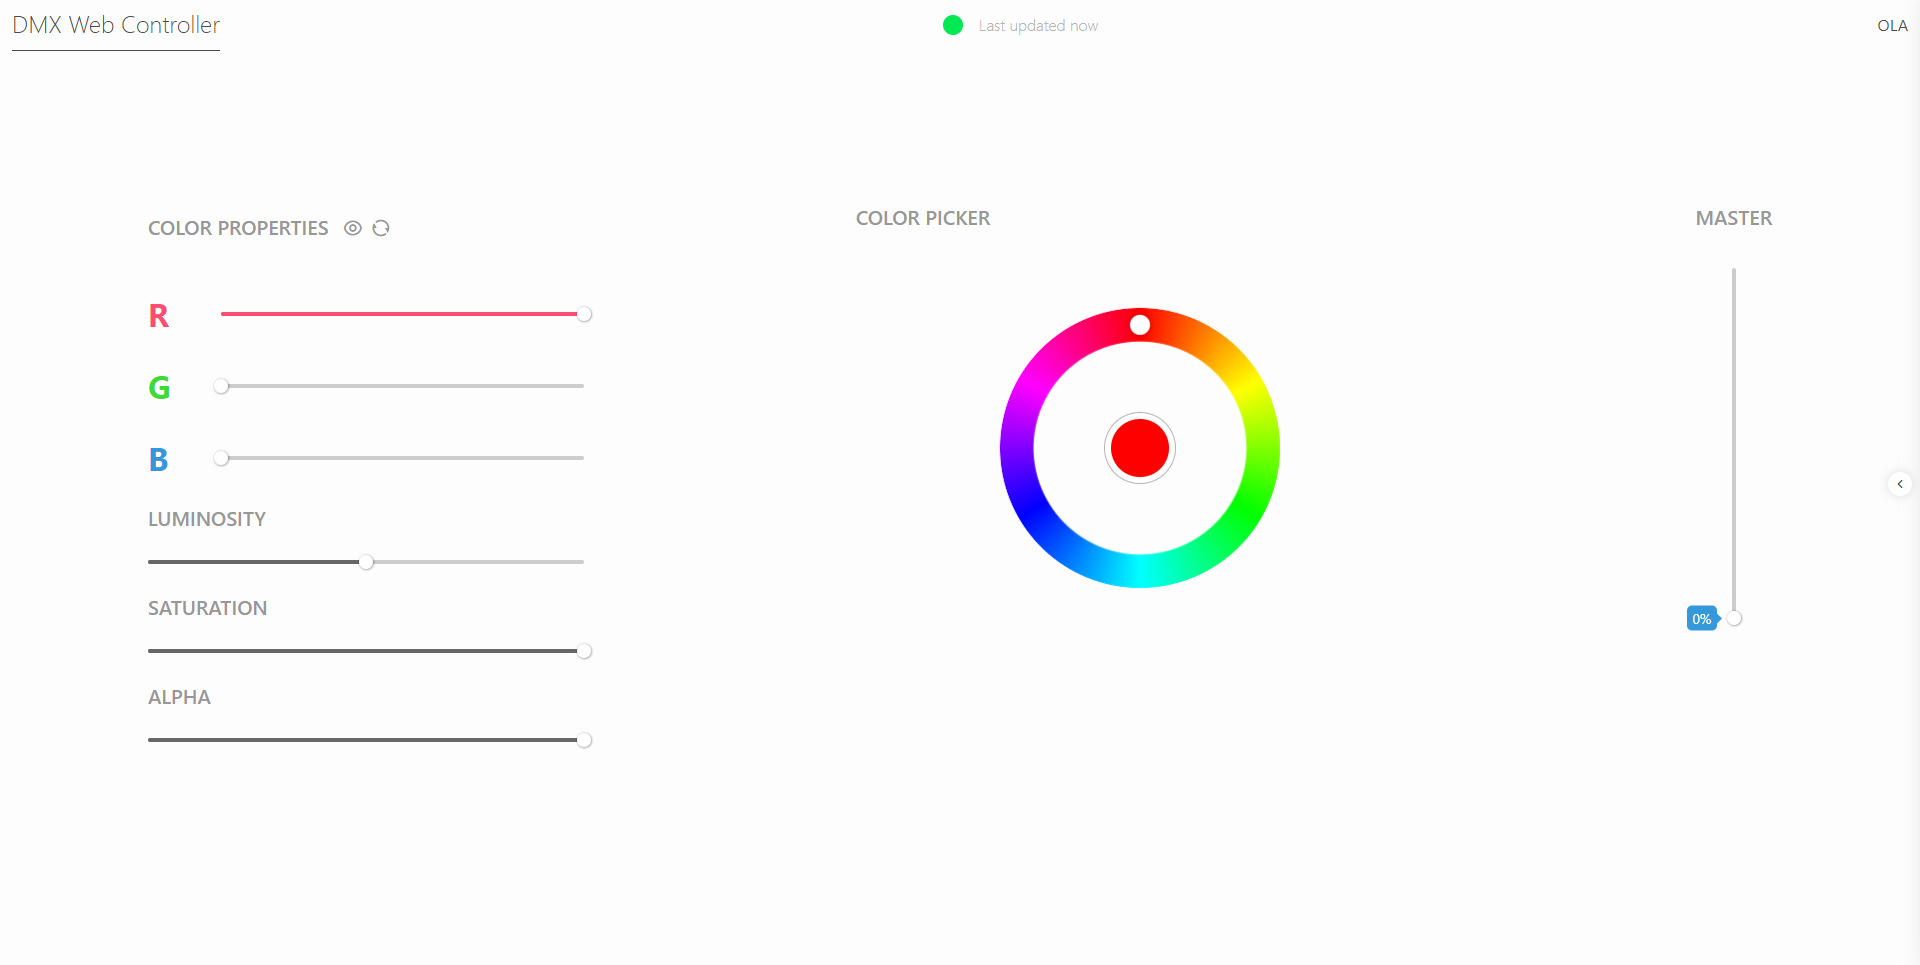 DMX Web Controller
Last updated now
OLA
COLOR PROPERTIES
R
G
B
LUMINOSITY
SATURATION
ALPHA
COLOR PICKER
MASTER
0%